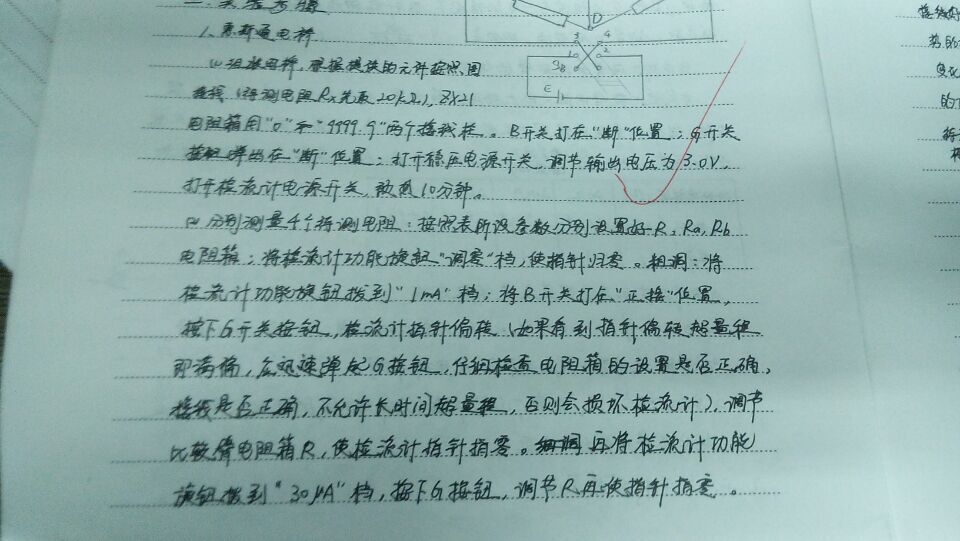 二.实验步骤
1.惠斯通电桥
D
3 4
1 2
SB
E
(1)组装电桥,根据提供的元件按照图
接线(待测电阻Rx先取20kΩ),ZX21
电阻箱用"0"和"9999.9"两个接线柱。B开关打在"断"位置;G开关
按钮弹出在"断"位置;打开稳压电源开关,调节输出电压为3.0V,
打开检流计电源开关,散热10分钟。
(2)分别测量4个待测电阻:按照表所设参数分别设置好R,Ra,Rb
电阻箱;将检流计功能旋钮"调零"档,使指针归零。粗调:将
检流计功能旋钮拨到"1mA"档;将B开关打在"正接"位置,
按下G开关按钮,检流计指针偏转(如果看到指针偏转超量程
即满偏,应迅速弹起G按钮,仔细检查电阻箱的设置是否正确,
接线是否正确,不允许长时间超量程,否则会损坏检流计),调节
比较臂电阻箱R,使检流计指针指零。细调再将检流计功能
旋钮拨到"30μA"档,按下G按钮,调节R再使指针指零。